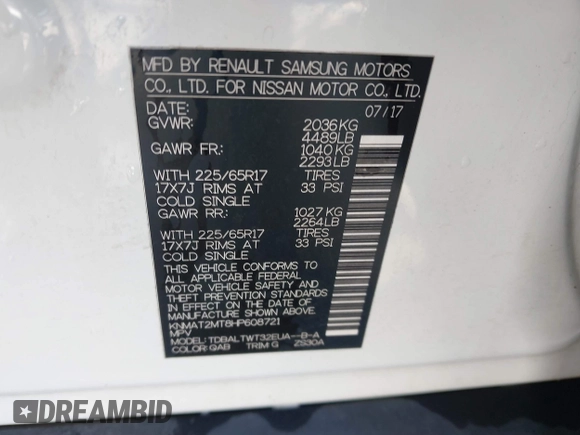 MFD BY RENAULT SAMSUNG MOTORS
CO., LTD. FOR NISSAN MOTOR CO., LTD.
DATE: 07/17
GVWR: 2036KG
4489LB
GAWR FR: 1040KG
2293LB
WITH 225/65R17 TIRES
17X7J RIMS AT 33 PSI
COLD SINGLE
GAWR RR: 1027KG
2264LB
WITH 225/65R17 TIRES
17X7J RIMS AT 33 PSI
COLD SINGLE
THIS VEHICLE CONFORMS TO
ALL APPLICABLE FEDERAL
MOTOR VEHICLE SAFETY AND
THEFT PREVENTION STANDARDS
IN EFFECT ON THE DATE OF
MANUFACTURE SHOWN ABOVE.
KNMAT2MT8HP608721
MPV
MODEL: TDBALTWT32EUA--B-A
COLOR: QAB TRIM G ZS30A
DREAMBID